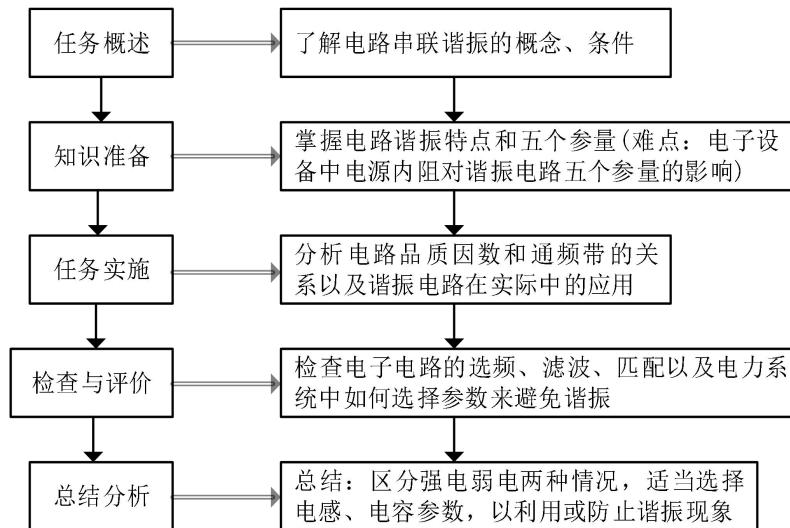 任务概述
了解电路串联谐振的概念、条件
知识准备
掌握电路谐振特点和五个参量(难点：电子设
备中电源内阻对谐振电路五个参量的影响)
任务实施
分析电路品质因数和通频带的关
系以及谐振电路在实际中的应用
检查与评价
检查电子电路的选频、滤波、匹配以及电力系
统中如何选择参数来避免谐振
总结分析
总结：区分强电弱电两种情况，适当选择
电感、电容参数，以利用或防止谐振现象